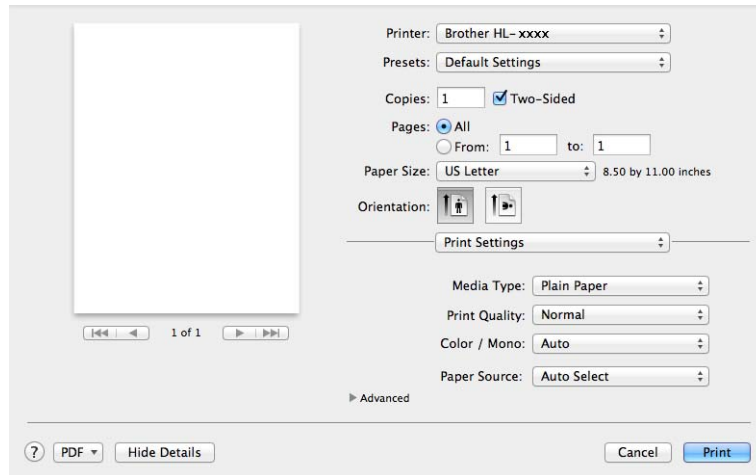 Printer: Brother HL-xxxx
Presets: Default Settings
Copies: 1 Two-Sided
Pages: All
From: 1 to: 1
Paper Size: US Letter 8.50 by 11.00 inches
Orientation:
Print Settings
Media Type: Plain Paper
Print Quality: Normal
1 of 1
Color / Mono: Auto
Paper Source: Auto Select
Advanced
? PDF Hide Details Cancel Print